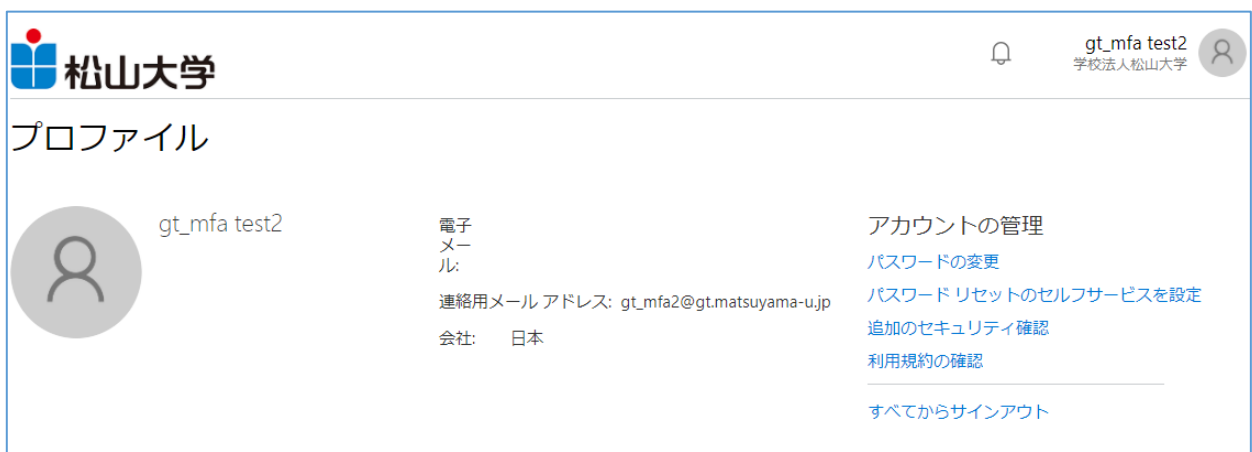 松山大学
gt_mfa test2
学校法人松山大学
プロファイル
gt_mfa test2
電子
メー
ル:
連絡用メール アドレス: gt_mfa2@gt.matsuyama-u.jp
会社: 日本
アカウントの管理
パスワードの変更
パスワード リセットのセルフサービスを設定
追加のセキュリティ確認
利用規約の確認
すべてからサインアウト